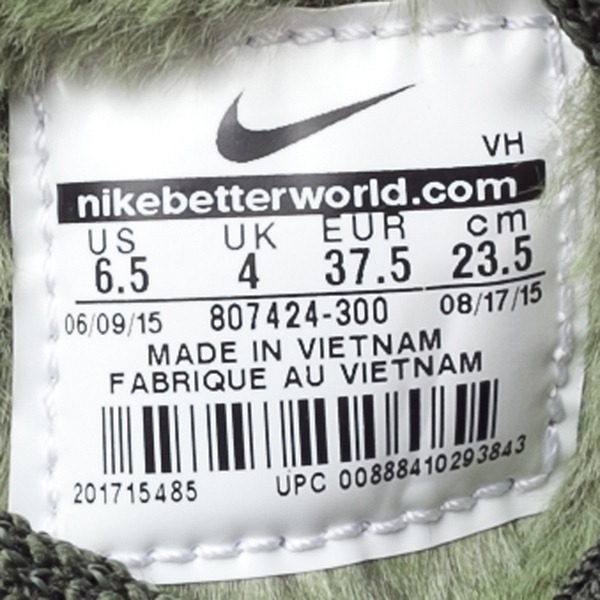 VH
nikebetterworld.com
US UK EUR cm
6.5 4 37.5 23.5
06/09/15 807424-300 08/17/15
MADE IN VIETNAM
FABRIQUE AU VIETNAM
201715485 UPC 00888410293843